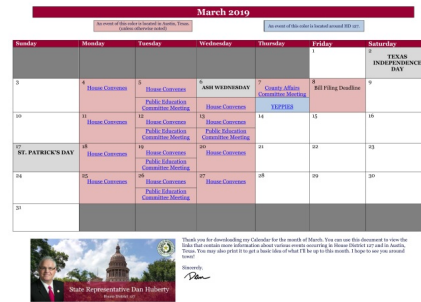 March 2019
An event of this color is located in Austin, Texas. (unless otherwise noted)
An event of this color is located around HD 127.
Sunday Monday Tuesday Wednesday Thursday Friday Saturday
1 2
TEXAS INDEPENDENCE DAY
3 4 5 6 7 8 9
House Convenes House Convenes ASH WEDNESDAY County Affairs Committee Meeting Bill Filing Deadline
Public Education Committee Meeting House Convenes YEPPIES
10 11 12 13 14 15 16
House Convenes House Convenes House Convenes
Public Education Committee Meeting Public Education Committee Meeting
17 18 19 20 21 22 23
ST. PATRICK'S DAY House Convenes House Convenes House Convenes
Public Education Committee Meeting
24 25 26 27 28 29 30
House Convenes House Convenes House Convenes
Public Education Committee Meeting
31
Thank you for downloading my Calendar for the month of March. You can use this document to view the
links that contain more information about various events occurring in House District 127 and in Austin,
Texas. You may also print it to get a basic idea of what I'll be up to this month. I hope to see you around
town!
Sincerely,
Dan
State Representative Dan Huberty
House District 127